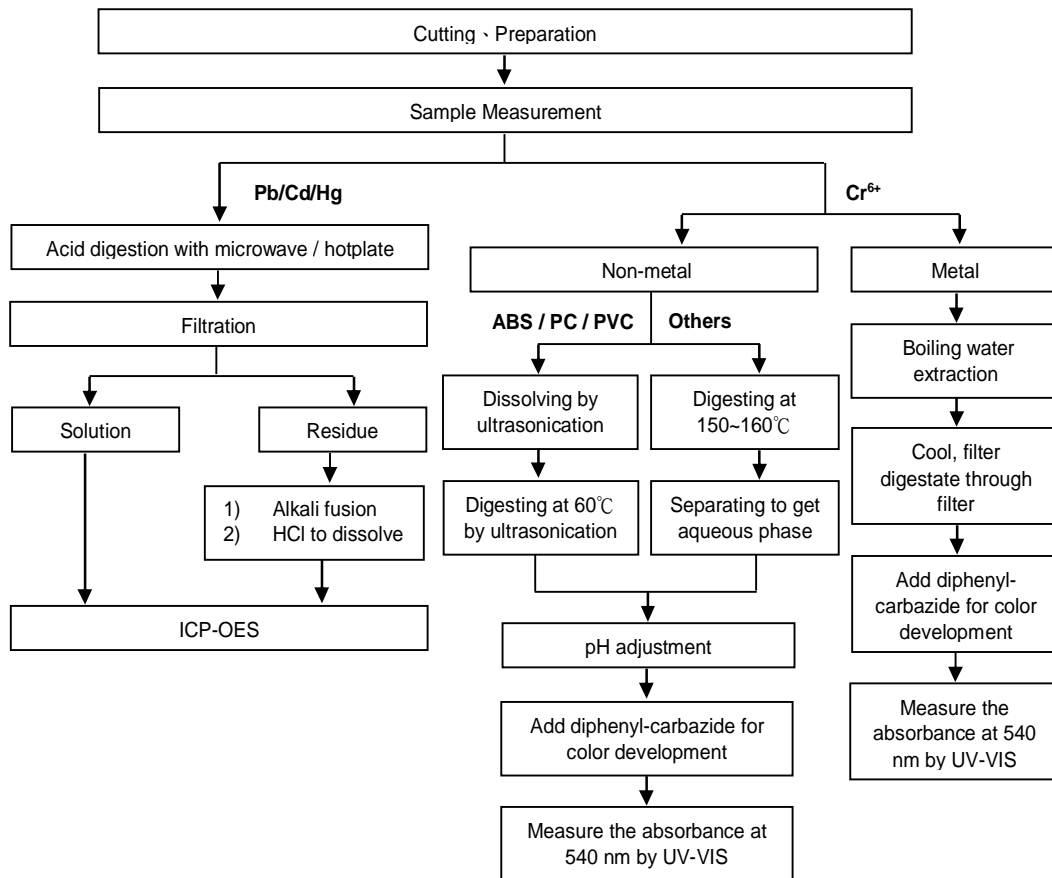 Cutting、Preparation
Sample Measurement
Pb/Cd/Hg
Acid digestion with microwave / hotplate
Filtration
Solution
Residue
1) Alkali fusion
2) HCl to dissolve
ICP-OES
Cr⁶⁺
Non-metal
ABS / PC / PVC
Dissolving by
ultrasonication
Digesting at 60℃
by ultrasonication
Others
Digesting at
150~160℃
Separating to get
aqueous phase
pH adjustment
Add diphenyl-carbazide for
color development
Measure the absorbance at
540 nm by UV-VIS
Metal
Boiling water
extraction
Cool, filter
digestate through
filter
Add diphenyl-
carbazide for color
development
Measure the
absorbance at 540
nm by UV-VIS